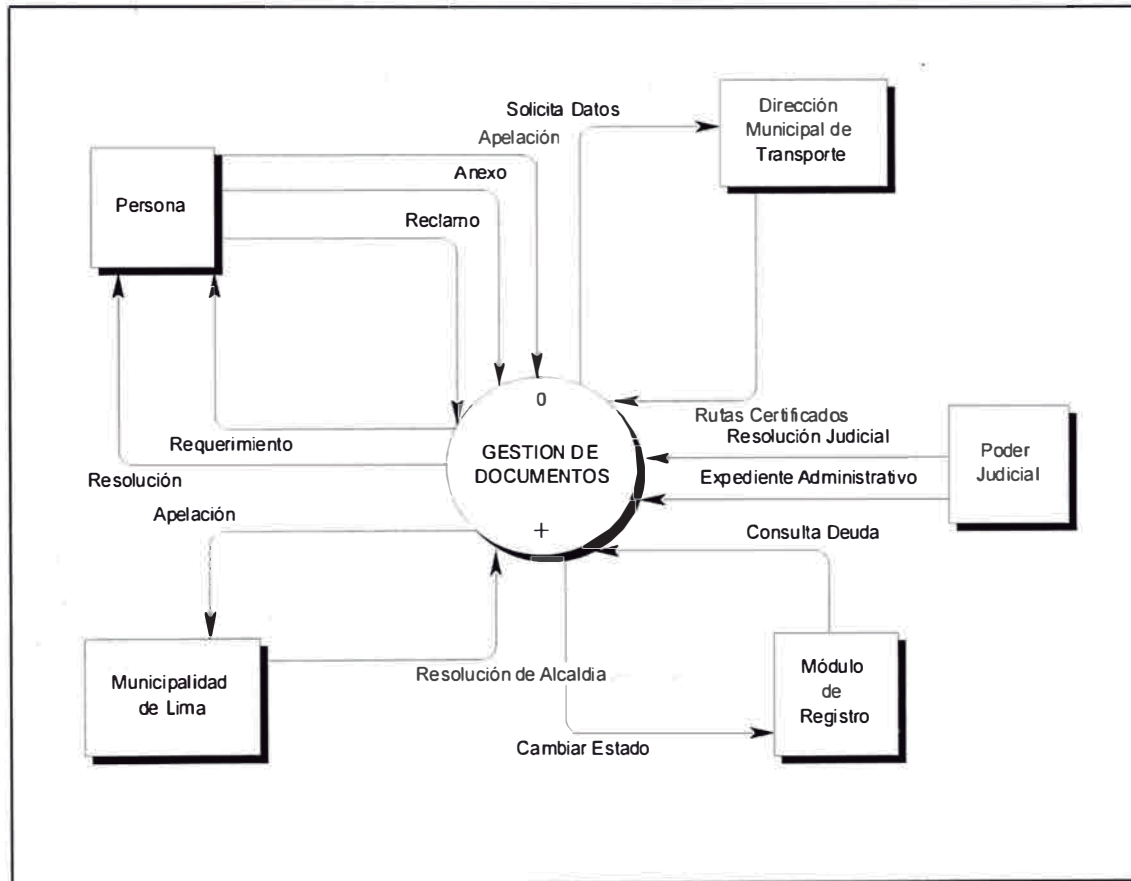 Solicita Datos
Apelación
Anexo
Reclamo
Persona
Dirección
Municipal de
Transporte
0
GESTION DE
DOCUMENTOS
+
Rutas Certificados
Resolución Judicial
Expediente Administrativo
Poder
Judicial
Requerimiento
Resolución
Apelación
Consulta Deuda
Municipalidad
de Lima
Resolución de Alcaldia
Cambiar Estado
Módulo
de
Registro